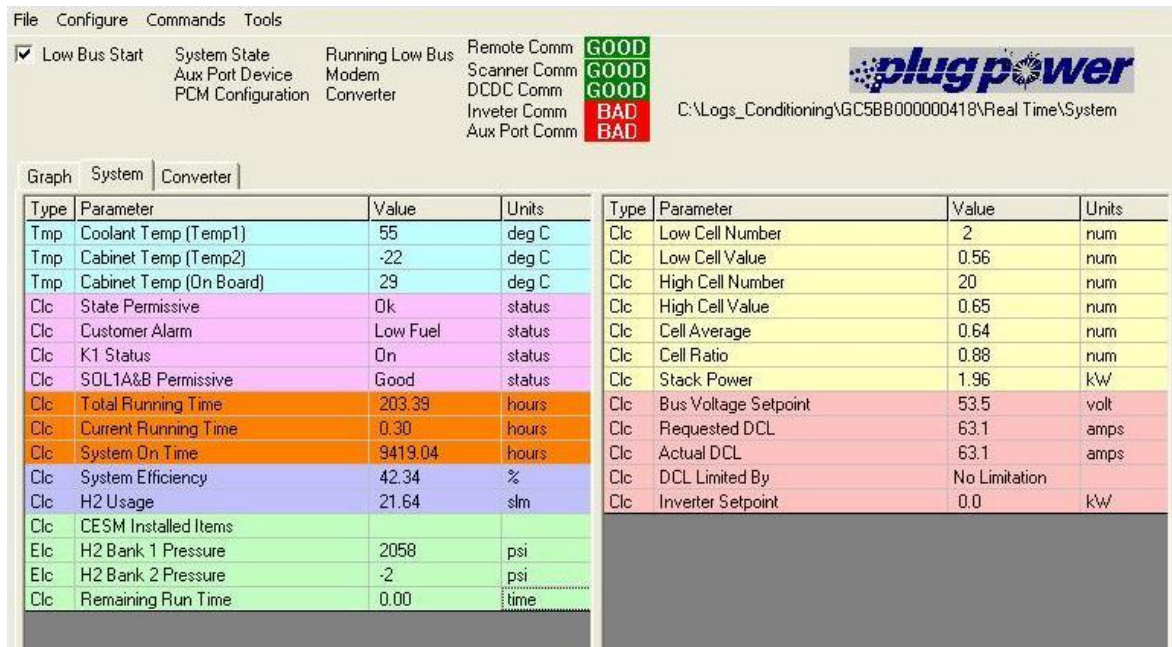 File Configure Commands Tools
Low Bus Start System State Running Low Bus Remote Comm GOOD
Aux Port Device Modem Scanner Comm GOOD
PCM Configuration Converter DCDC Comm GOOD
Inveter Comm BAD
Aux Port Comm BAD
plug power
C:\Logs_Conditioning\GC5BB000000418\Real Time\System
Graph System Converter
Type Parameter Value Units
Tmp Coolant Temp (Temp1) 55 deg C
Tmp Cabinet Temp (Temp2) -22 deg C
Tmp Cabinet Temp (On Board) 29 deg C
Clc State Permissive Ok status
Clc Customer Alarm Low Fuel status
Clc K1 Status On status
Clc SOL1A&B Permissive Good status
Clc Total Running Time 203.39 hours
Clc Current Running Time 0.30 hours
Clc System On Time 9419.04 hours
Clc System Efficiency 42.34 %
Clc H2 Usage 21.64 slm
Clc CESM Installed Items
Elc H2 Bank 1 Pressure 2058 psi
Elc H2 Bank 2 Pressure -2 psi
Clc Remaining Run Time 0.00 time
Type Parameter Value Units
Clc Low Cell Number 2 num
Clc Low Cell Value 0.56 num
Clc High Cell Number 20 num
Clc High Cell Value 0.65 num
Clc Cell Average 0.64 num
Clc Cell Ratio 0.88 num
Clc Stack Power 1.96 kW
Clc Bus Voltage Setpoint 53.5 volt
Clc Requested DCL 63.1 amps
Clc Actual DCL 63.1 amps
Clc DCL Limited By No Limitation
Clc Inverter Setpoint 0.0 kW